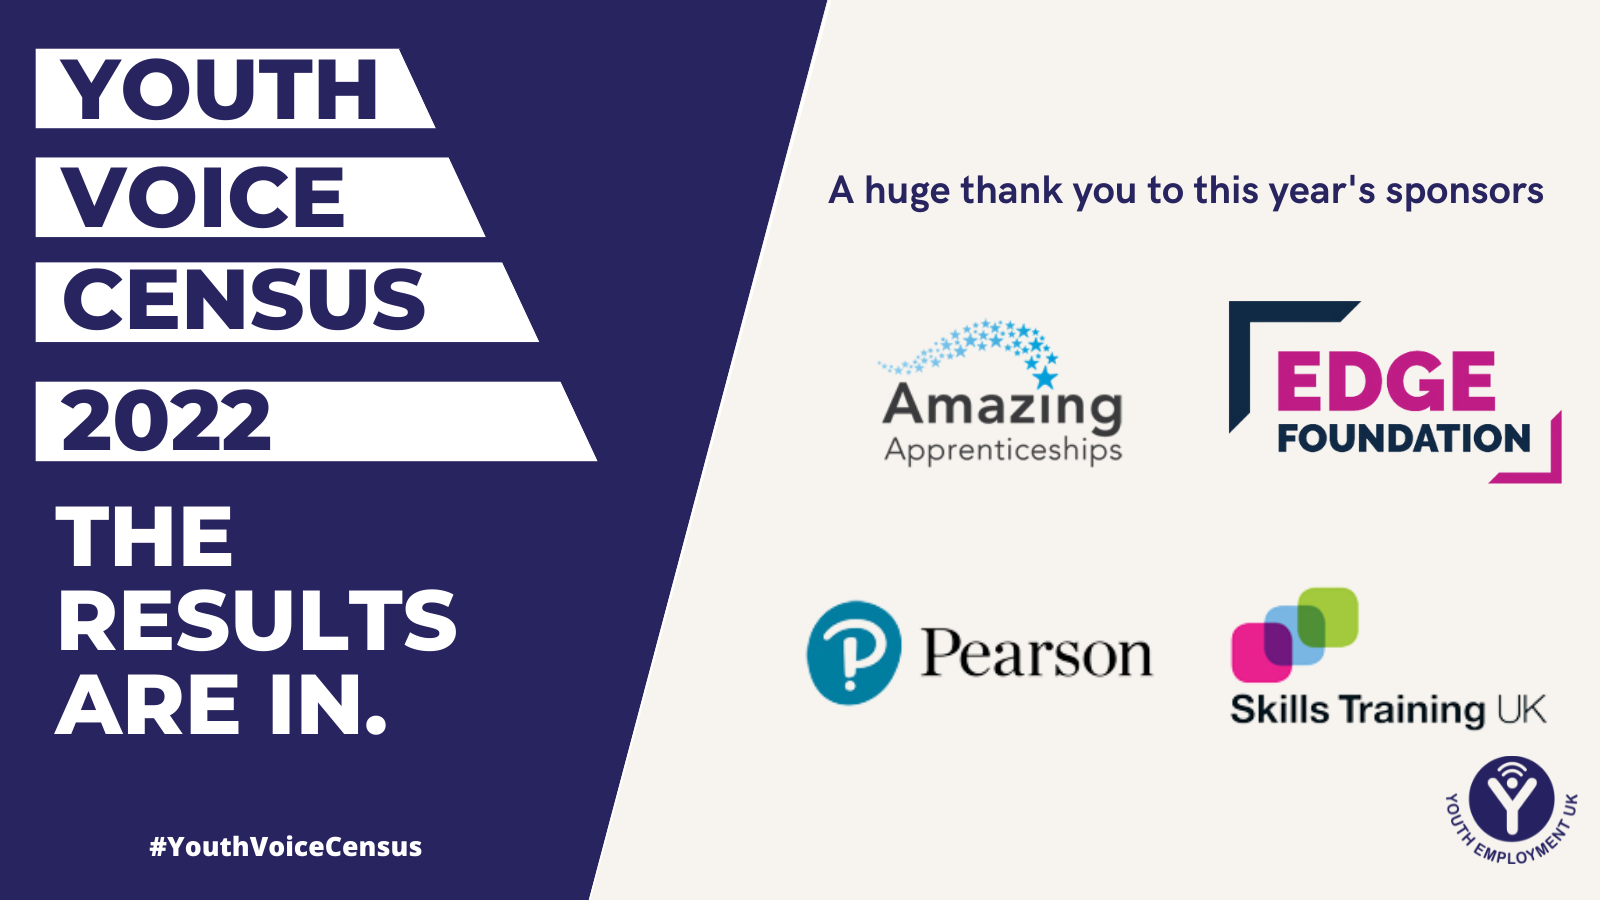 YOUTH
VOICE
CENSUS
2022
THE
RESULTS
ARE IN.
#YouthVoiceCensus
A huge thank you to this year's sponsors
Amazing
Apprenticeships
EDGE
FOUNDATION
Pearson
Skills Training UK
YOUTH EMPLOYMENT UK